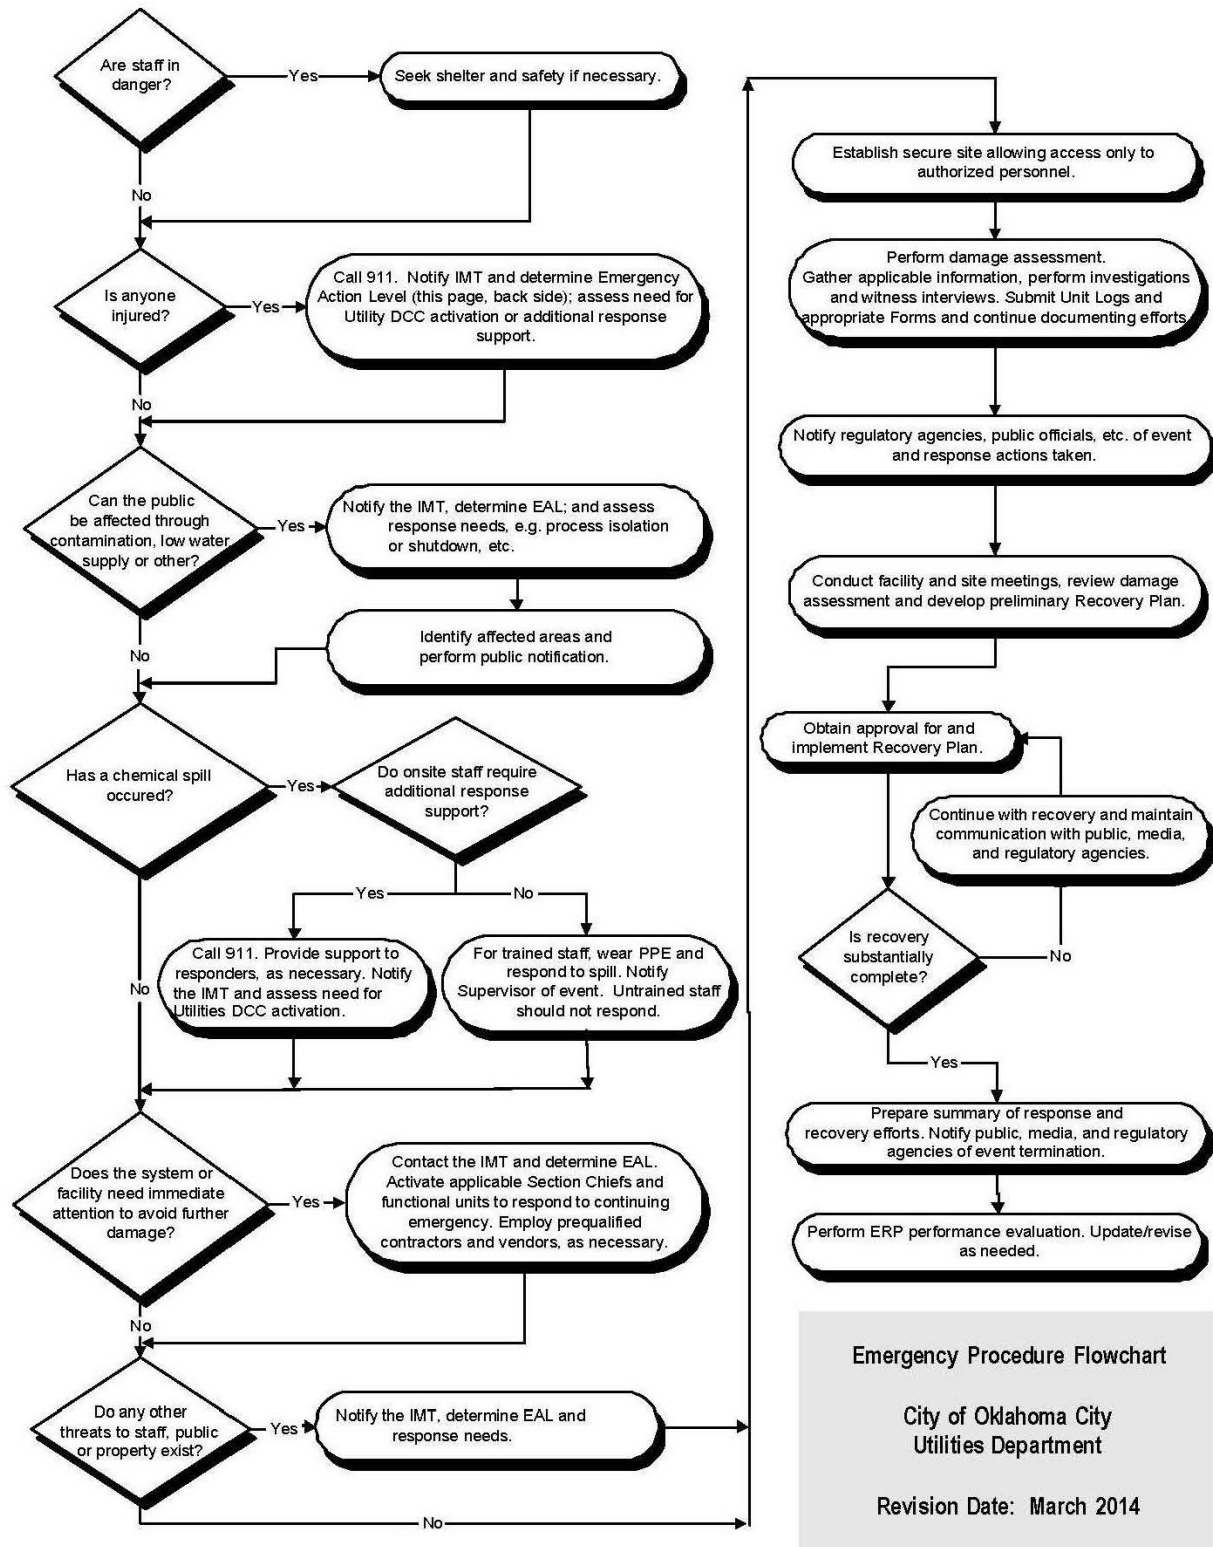 Are staff in
danger?
Yes
Seek shelter and safety if necessary.
No
Is anyone
injured?
Yes
Call 911. Notify IMT and determine Emergency
Action Level (this page, back side); assess need for
Utility DCC activation or additional response
support.
No
Can the public
be affected through
contamination, low water
supply or other?
Yes
Notify the IMT, determine EAL; and assess
response needs, e.g. process isolation
or shutdown, etc.
Identify affected areas and
perform public notification.
No
Has a chemical spill
occured?
Yes
Do onsite staff require
additional response
support?
Yes
No
Call 911. Provide support to
responders, as necessary. Notify
the IMT and assess need for
Utilities DCC activation.
For trained staff, wear PPE and
respond to spill. Notify
Supervisor of event. Untrained staff
should not respond.
No
Does the system or
facility need immediate
attention to avoid further
damage?
Yes
Contact the IMT and determine EAL.
Activate applicable Section Chiefs and
functional units to respond to continuing
emergency. Employ prequalified
contractors and vendors, as necessary.
No
Do any other
threats to staff, public
or property exist?
Yes
Notify the IMT, determine EAL and
response needs.
No
Establish secure site allowing access only to
authorized personnel.
Perform damage assessment.
Gather applicable information, perform investigations
and witness interviews. Submit Unit Logs and
appropriate Forms and continue documenting efforts.
Notify regulatory agencies, public officials, etc. of event
and response actions taken.
Conduct facility and site meetings, review damage
assessment and develop preliminary Recovery Plan.
Obtain approval for and
implement Recovery Plan.
Continue with recovery and maintain
communication with public, media,
and regulatory agencies.
Is recovery
substantially
complete?
No
Yes
Prepare summary of response and
recovery efforts. Notify public, media, and regulatory
agencies of event termination.
Perform ERP performance evaluation. Update/revise
as needed.
Emergency Procedure Flowchart
City of Oklahoma City
Utilities Department
Revision Date: March 2014